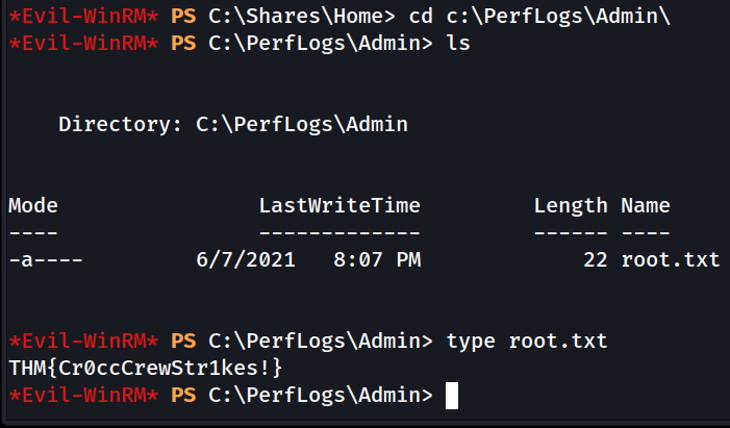 *Evil-WinRM* PS C:\Shares\Home> cd c:\PerfLogs\Admin\
*Evil-WinRM* PS C:\PerfLogs\Admin> ls
Directory: C:\PerfLogs\Admin
Mode LastWriteTime Length Name
---- ------------- ------ ----
-a---- 6/7/2021 8:07 PM 22 root.txt
*Evil-WinRM* PS C:\PerfLogs\Admin> type root.txt
THM{Cr0ccCrewStr1kes!}
*Evil-WinRM* PS C:\PerfLogs\Admin>